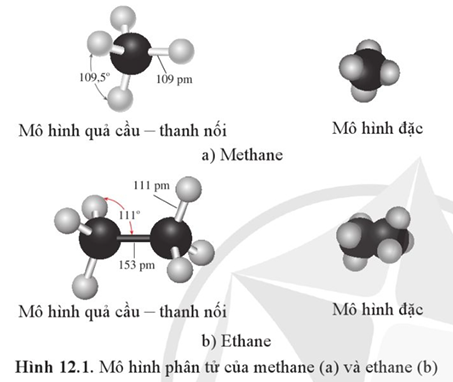 109,5°
109 pm
Mô hình quả cầu – thanh nối
Mô hình đặc
a) Methane
111 pm
111°
153 pm
Mô hình quả cầu – thanh nối
Mô hình đặc
b) Ethane
Hình 12.1. Mô hình phân tử của methane (a) và ethane (b)